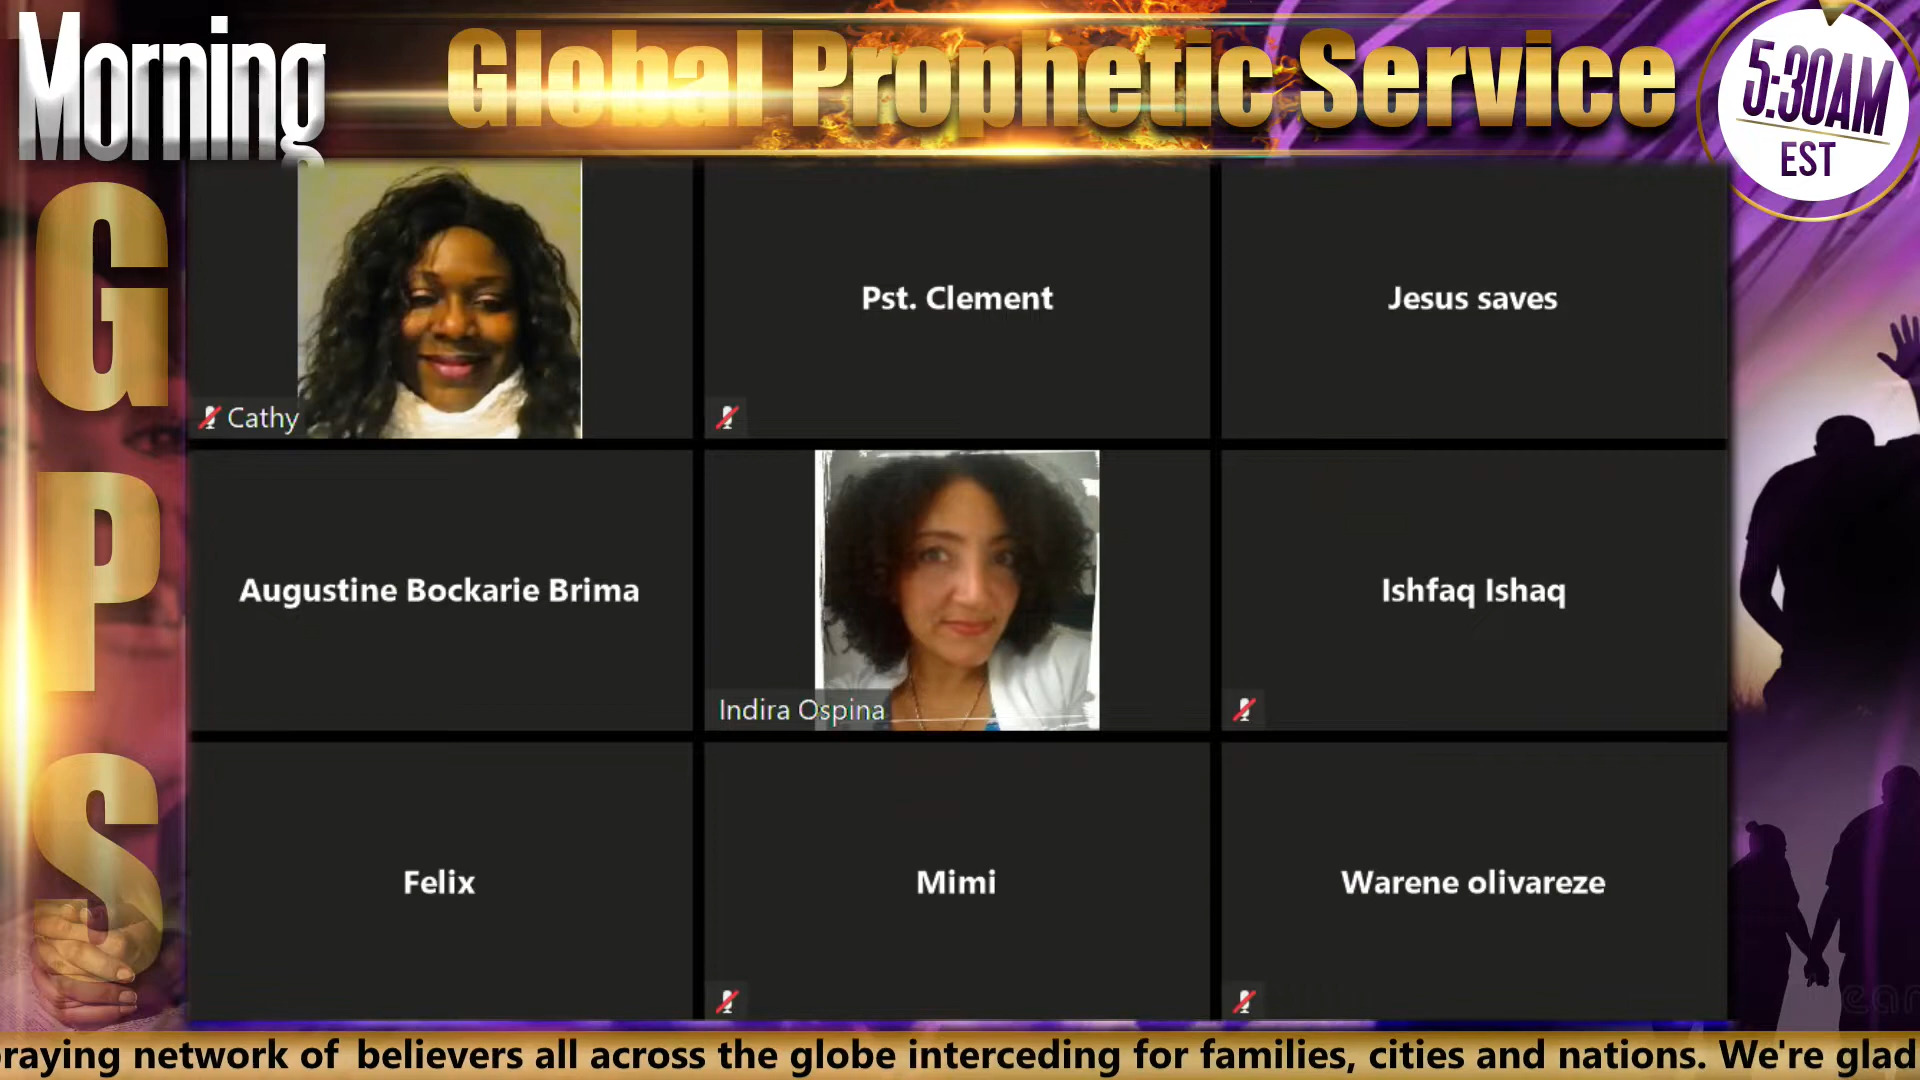 Morning
Global Prophetic Service
5:30AM
EST
G
P
S
Cathy
Pst. Clement
Jesus saves
Augustine Bockarie Brima
Indira Ospina
Ishfaq Ishaq
Felix
Mimi
Warene olivareze
praying network of believers all across the globe interceding for families, cities and nations. We're glad